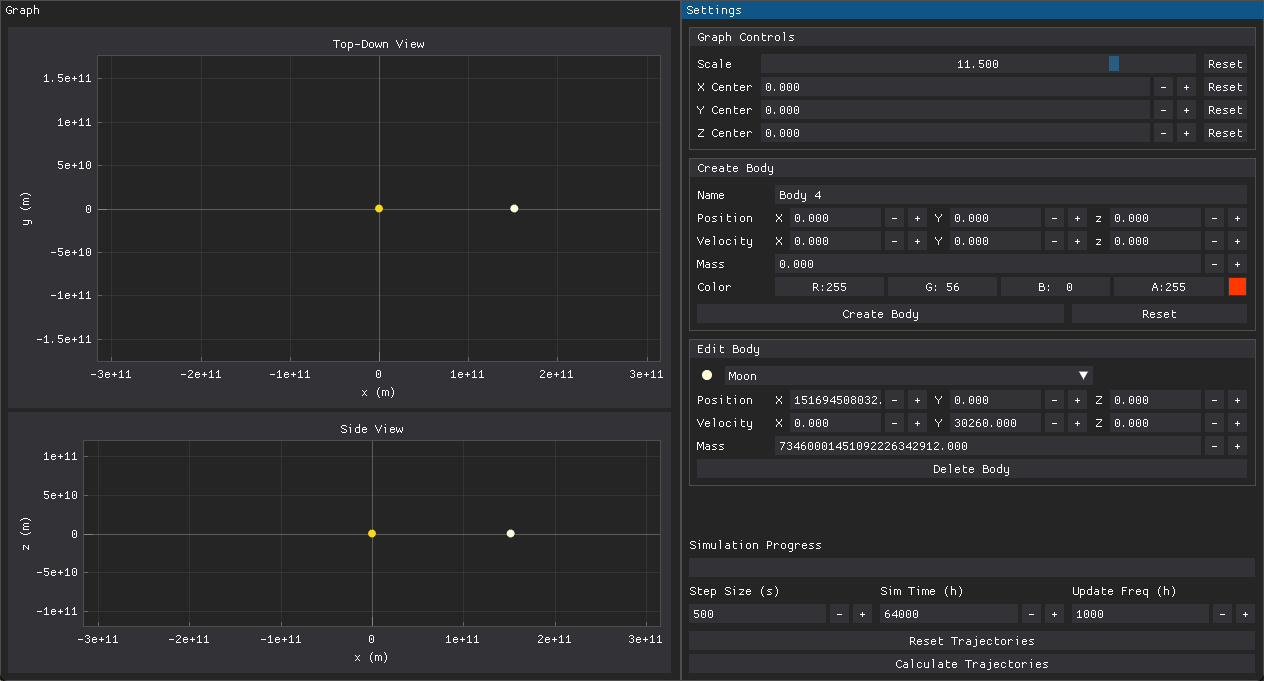 Graph
Top-Down View
1.5e+11
1e+11
5e+10
0
-5e+10
-1e+11
-1.5e+11
y (m)
-3e+11 -2e+11 -1e+11 0 1e+11 2e+11 3e+11
x (m)
Side View
1e+11
5e+10
0
-5e+10
-1e+11
z (m)
-3e+11 -2e+11 -1e+11 0 1e+11 2e+11 3e+11
x (m)
Settings
Graph Controls
Scale 11.500 Reset
X Center 0.000 - + Reset
Y Center 0.000 - + Reset
Z Center 0.000 - + Reset
Create Body
Name Body 4
Position X 0.000 - + Y 0.000 - + z 0.000 - +
Velocity X 0.000 - + Y 0.000 - + z 0.000 - +
Mass 0.000 - +
Color R:255 G: 56 B: 0 A:255
Create Body Reset
Edit Body
Moon
Position X 151694508032. - + Y 0.000 - + Z 0.000 - +
Velocity X 0.000 - + Y 30260.000 - + Z 0.000 - +
Mass 73460001451092226342912.000 - +
Delete Body
Simulation Progress
Step Size (s) Sim Time (h) Update Freq (h)
500 - + 64000 - + 1000 - +
Reset Trajectories
Calculate Trajectories